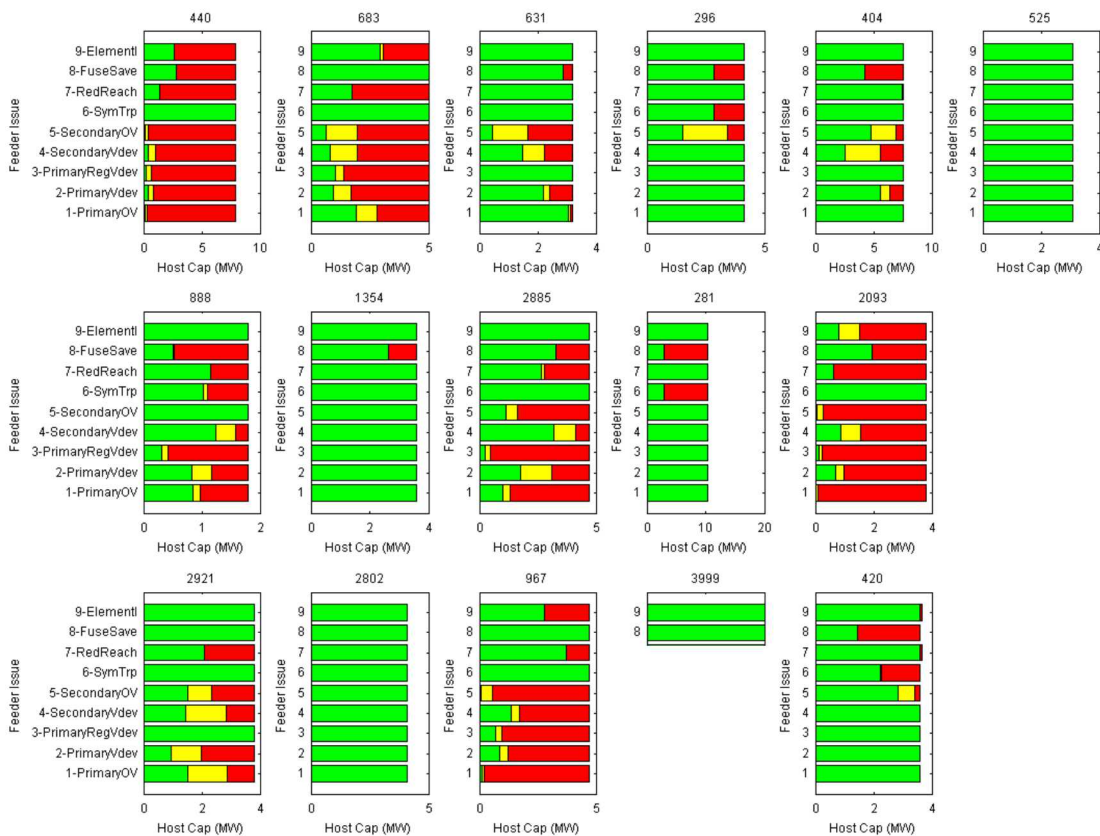 440 683 631 296 404 525
9-Elementl 9 9 9 9 9
8-FuseSave 8 8 8 8 8
7-RedReach 7 7 7 7 7
6-SymTrp 6 6 6 6 6
5-SecondaryOV 5 5 5 5 5
4-SecondaryVdev 4 4 4 4 4
3-PrimaryRegVdev 3 3 3 3 3
2-PrimaryVdev 2 2 2 2 2
1-PrimaryOV 1 1 1 1 1
Feeder Issue Feeder Issue Feeder Issue Feeder Issue Feeder Issue Feeder Issue
0 5 10 0 5 0 2 4 0 5 0 5 10 0 2 4
Host Cap (MW) Host Cap (MW) Host Cap (MW) Host Cap (MW) Host Cap (MW) Host Cap (MW)
888 1354 2885 281 2093
9-Elementl 9 9 9 9
8-FuseSave 8 8 8 8
7-RedReach 7 7 7 7
6-SymTrp 6 6 6 6
5-SecondaryOV 5 5 5 5
4-SecondaryVdev 4 4 4 4
3-PrimaryRegVdev 3 3 3 3
2-PrimaryVdev 2 2 2 2
1-PrimaryOV 1 1 1 1
Feeder Issue Feeder Issue Feeder Issue Feeder Issue Feeder Issue
0 1 2 0 5 0 5 0 10 20 0 2 4
Host Cap (MW) Host Cap (MW) Host Cap (MW) Host Cap (MW) Host Cap (MW)
2921 2802 967 3999 420
9-Elementl 9 9 9 9
8-FuseSave 8 8 8 8
7-RedReach 7 7 7
6-SymTrp 6 6 6
5-SecondaryOV 5 5 5
4-SecondaryVdev 4 4 4
3-PrimaryRegVdev 3 3 3
2-PrimaryVdev 2 2 2
1-PrimaryOV 1 1 1
Feeder Issue Feeder Issue Feeder Issue Feeder Issue Feeder Issue
0 2 4 0 5 0 5 0 2 4
Host Cap (MW) Host Cap (MW) Host Cap (MW) Host Cap (MW)